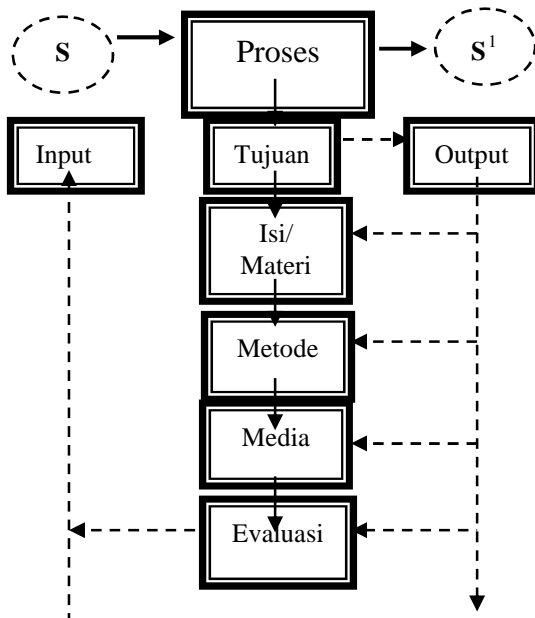 S
Proses
S¹
Input
Tujuan
Output
Isi/
Materi
Metode
Media
Evaluasi